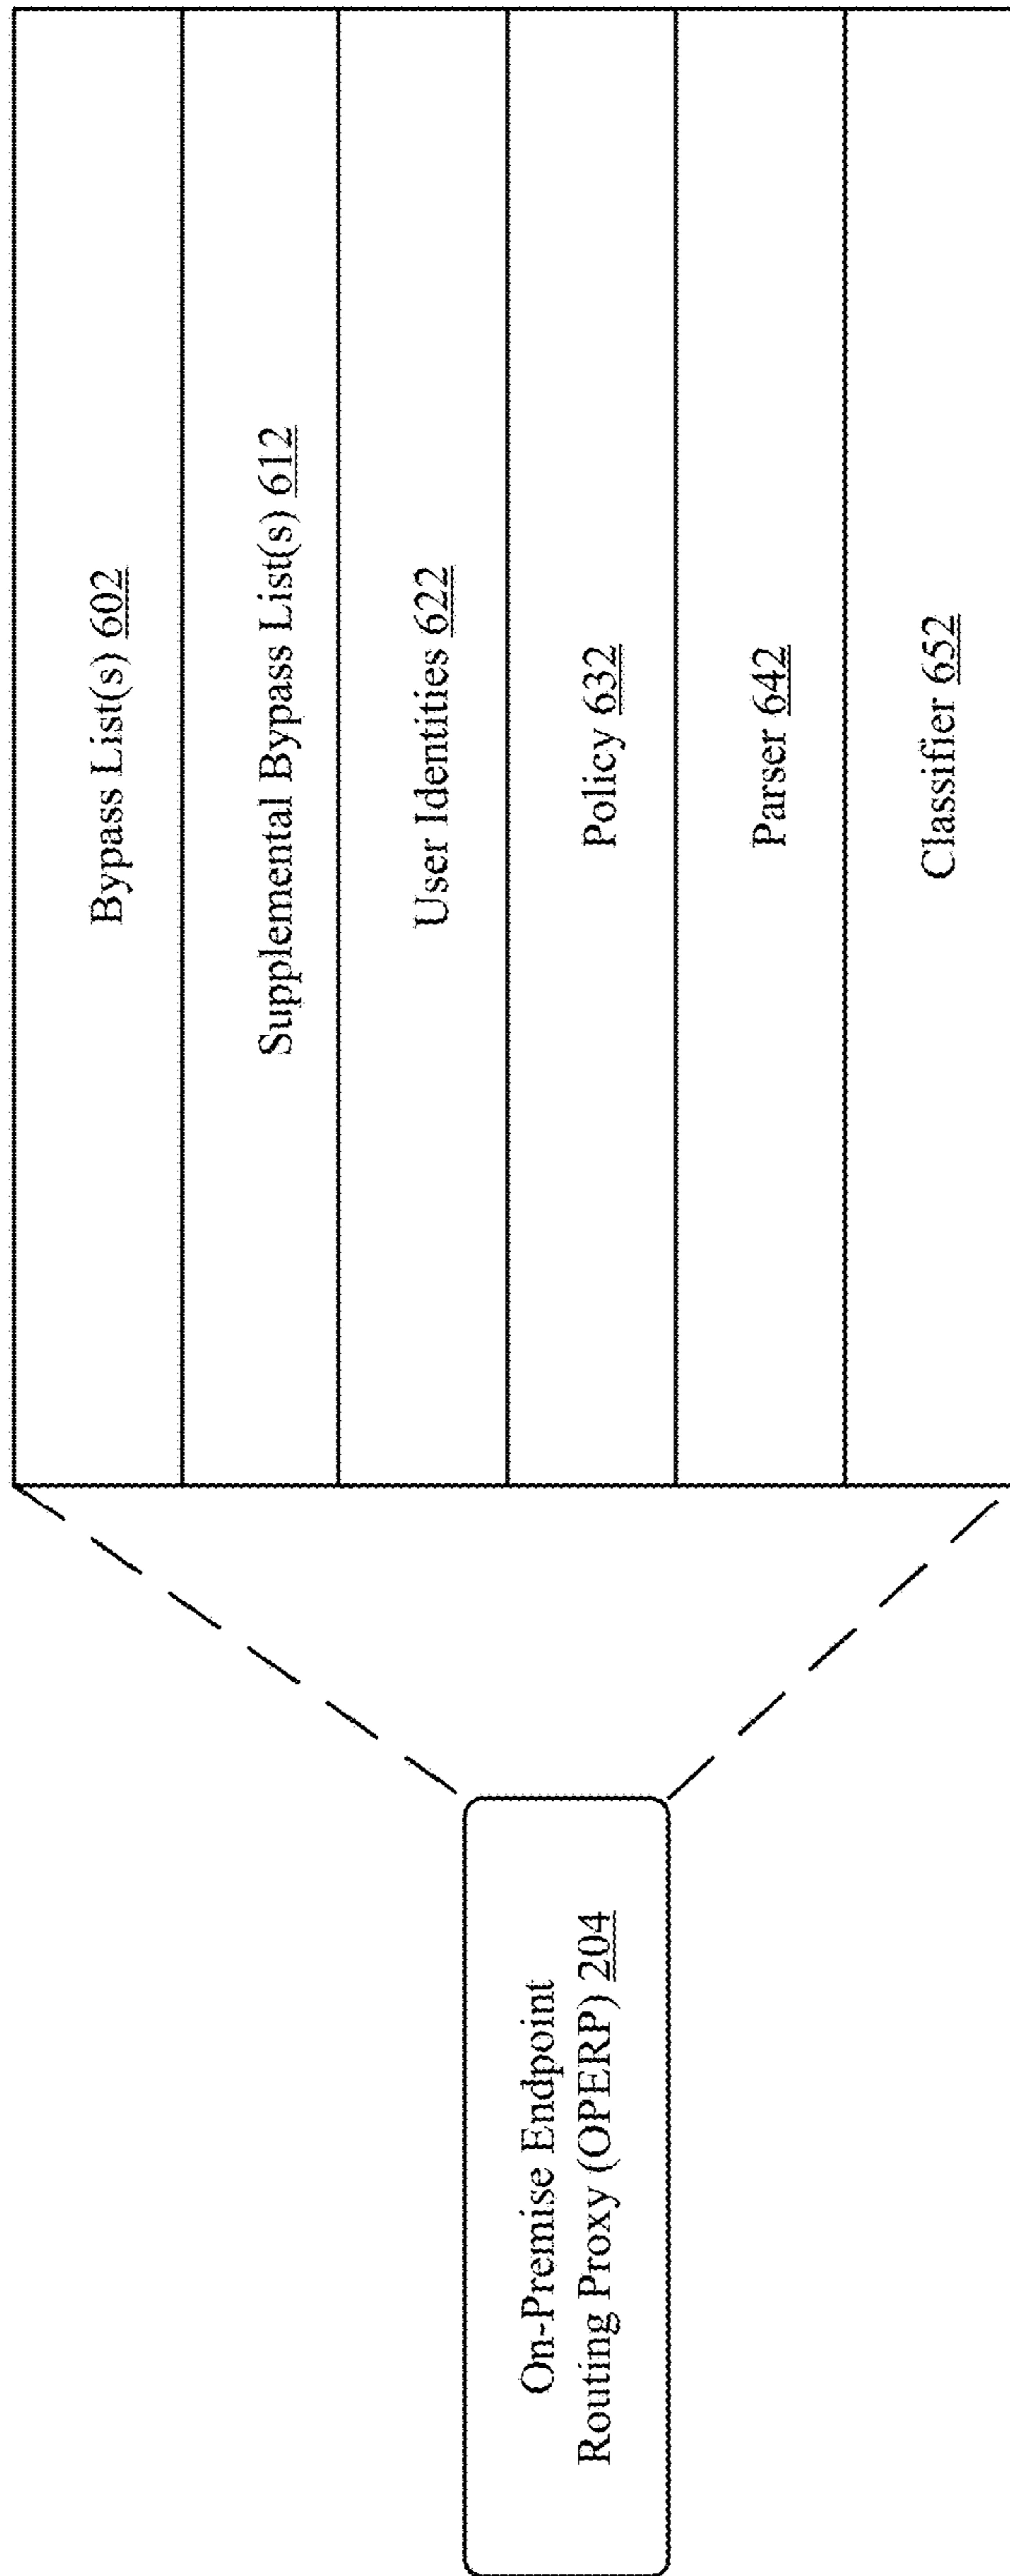 On-Premise Endpoint
Routing Proxy (OPERP) 204
Bypass List(s) 602
Supplemental Bypass List(s) 612
User Identities 622
Policy 632
Parser 642
Classifier 652